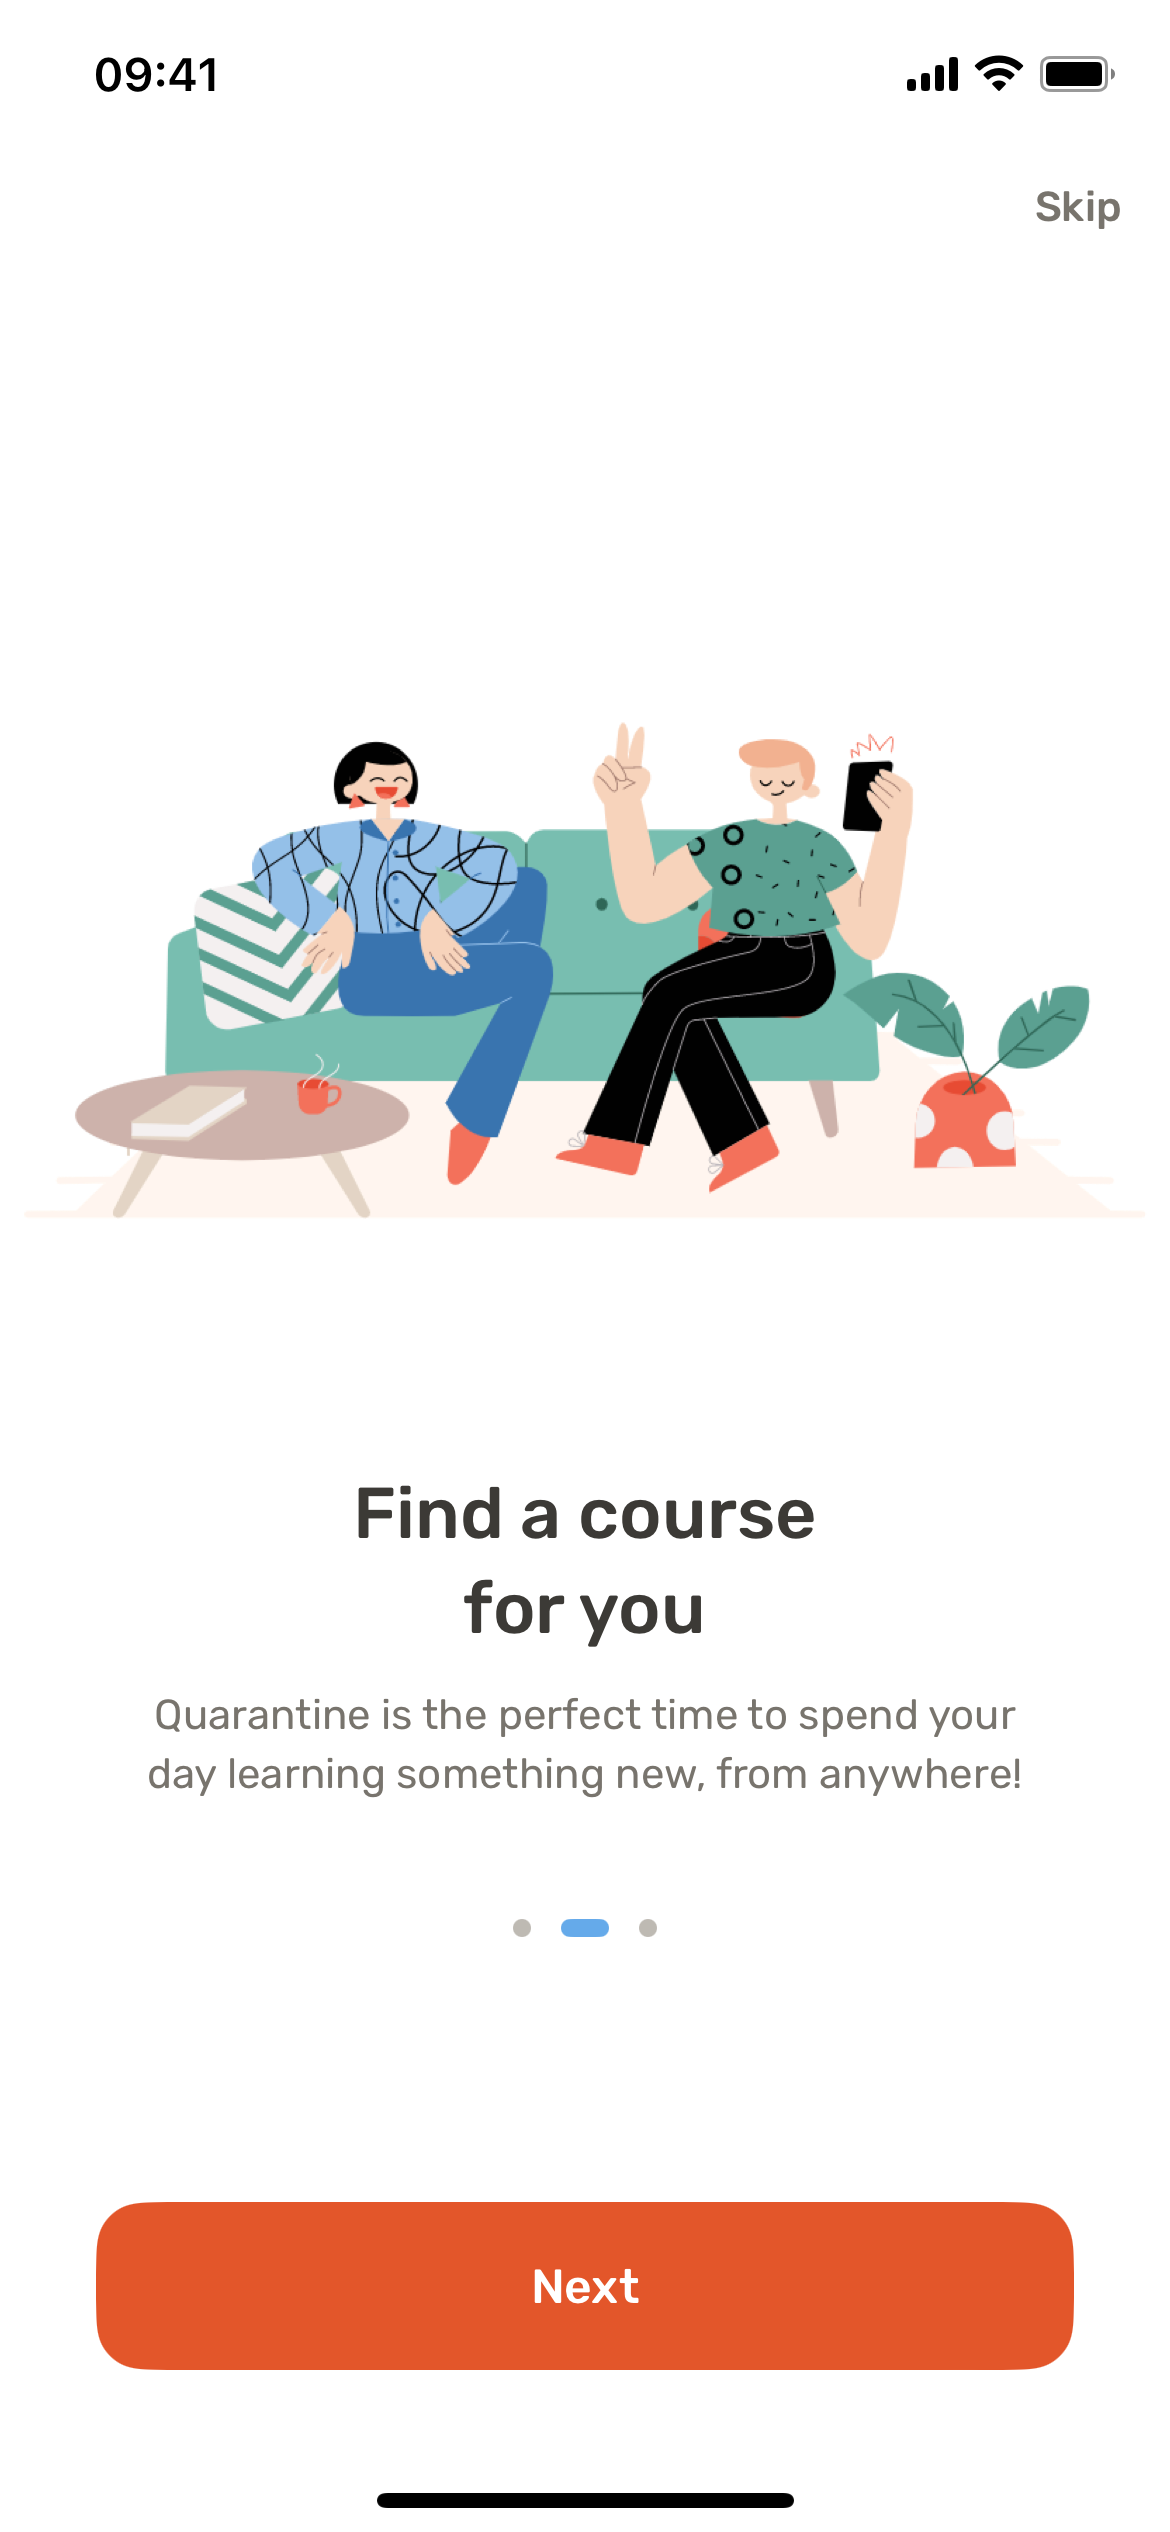 09:41
Skip
Find a course
for you
Quarantine is the perfect time to spend your
day learning something new, from anywhere!
Next